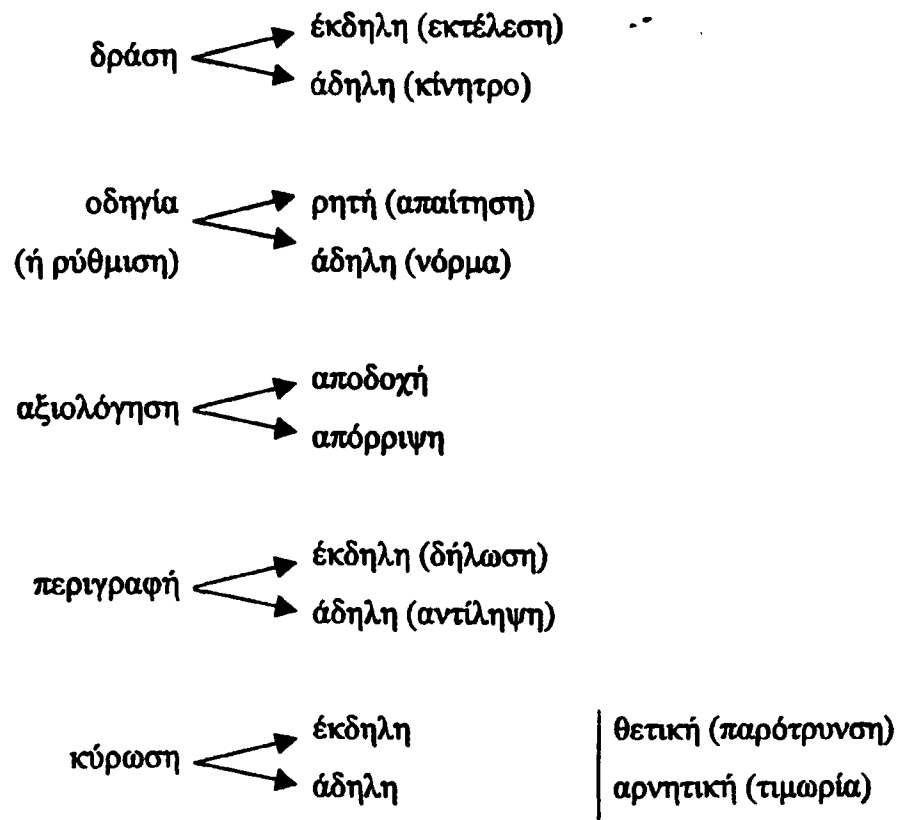 έκδηλη (εκτέλεση)
δράση
άδηλη (κίνητρο)
οδηγία
ρητή (απαίτηση)
(ή ρύθμιση)
άδηλη (νόρμα)
αποδοχή
αξιολόγηση
απόρριψη
έκδηλη (δήλωση)
περιγραφή
άδηλη (αντίληψη)
έκδηλη θετική (παρότρυνση)
κύρωση
άδηλη αρνητική (τιμωρία)